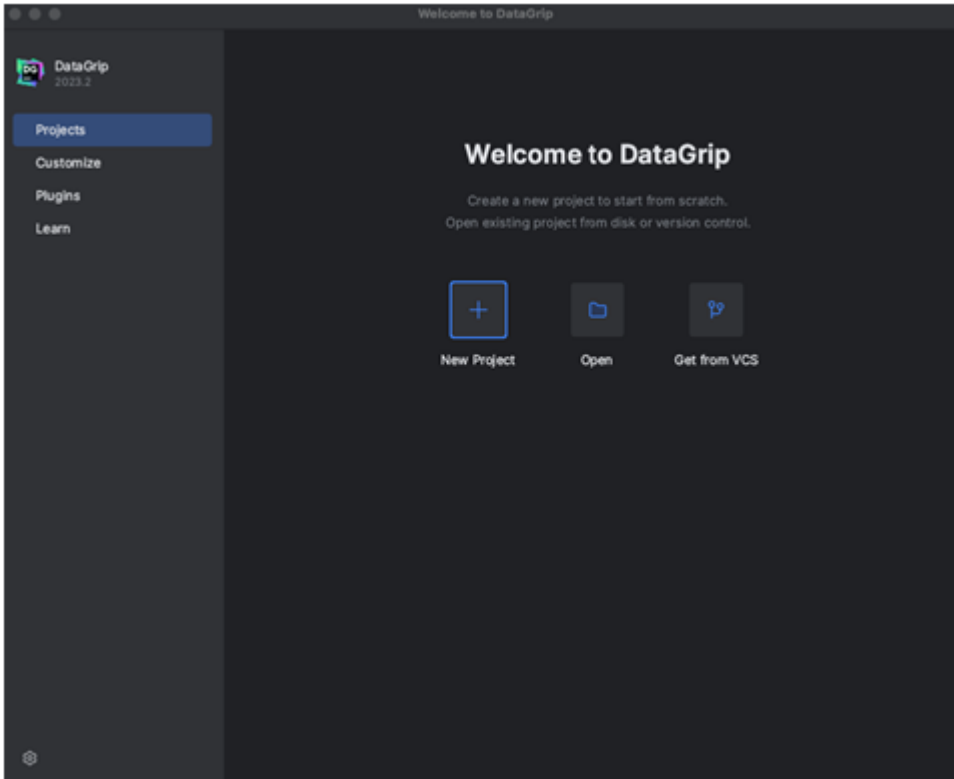 Welcome to DataGrip
DG
DataGrip
2023.2
Projects
Customize
Plugins
Learn
Welcome to DataGrip
Create a new project to start from scratch.
Open existing project from disk or version control.
New Project
Open
Get from VCS